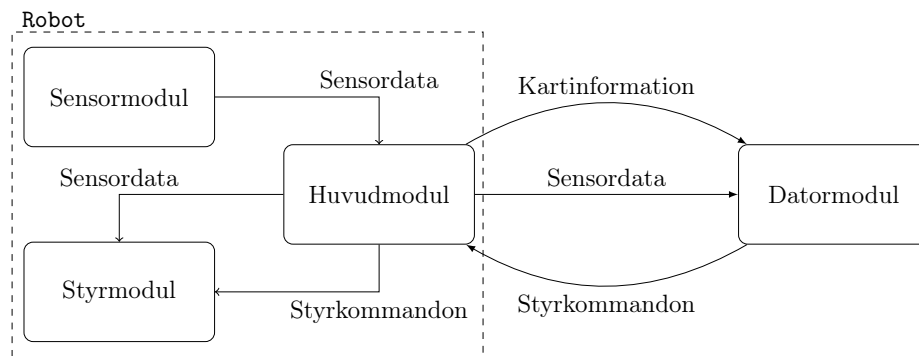 Robot
Sensormodul
Sensordata
Kartinformation
Sensordata
Huvudmodul
Sensordata
Datormodul
Styrmodul
Styrkommandon
Styrkommandon